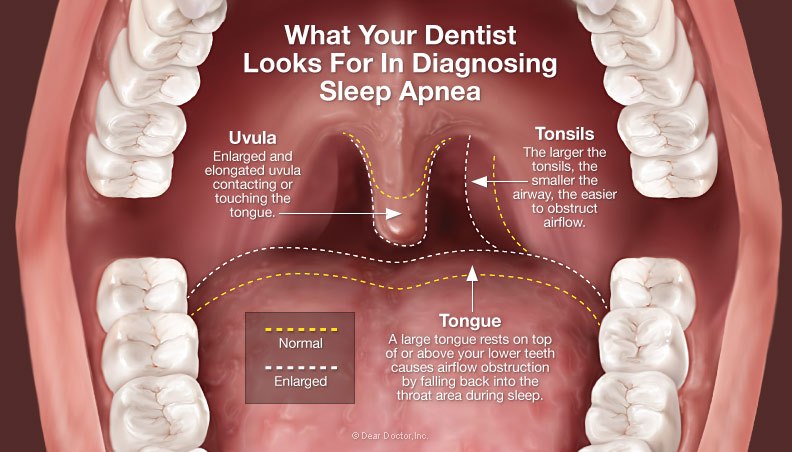 What Your Dentist
Looks For In Diagnosing
Sleep Apnea
Uvula
Enlarged and
elongated uvula
contacting or
touching the
tongue.
Tonsils
The larger the
tonsils, the
smaller the
airway, the easier
to obstruct
airflow.
Tongue
A large tongue rests on top
of or above your lower teeth
causes airflow obstruction
by falling back into the
throat area during sleep.
Normal
Enlarged
© Dear Doctor, Inc.